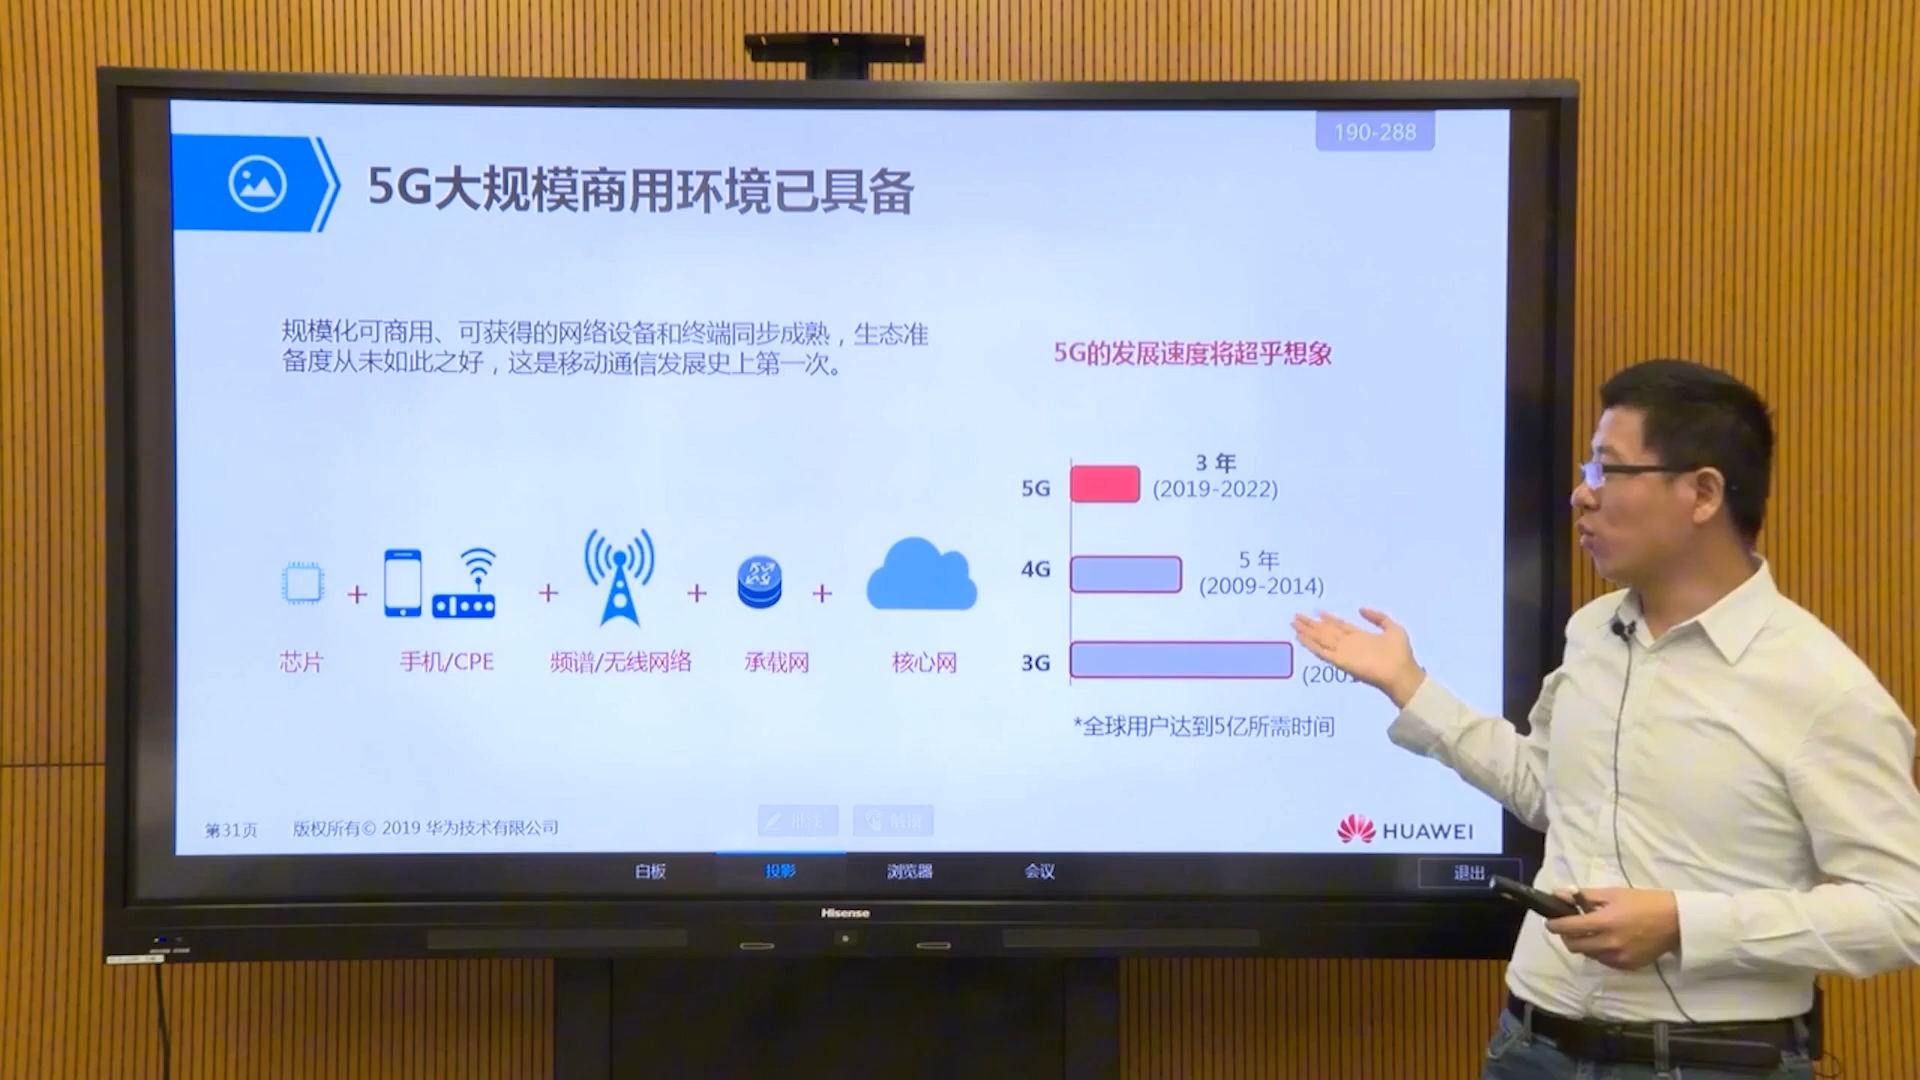 190-288
5G大规模商用环境已具备
规模化可商用、可获得的网络设备和终端同步成熟，生态准
备度从未如此之好，这是移动通信发展史上第一次。
芯片
+
手机/CPE
+
频谱/无线网络
+
承载网
+
核心网
5G的发展速度将超乎想象
5G
3 年
(2019-2022)
4G
5 年
(2009-2014)
3G
*全球用户达到5亿所需时间
第31页
版权所有© 2019 华为技术有限公司
HUAWEI
白板
投影
浏览器
会议
退出
Hisense